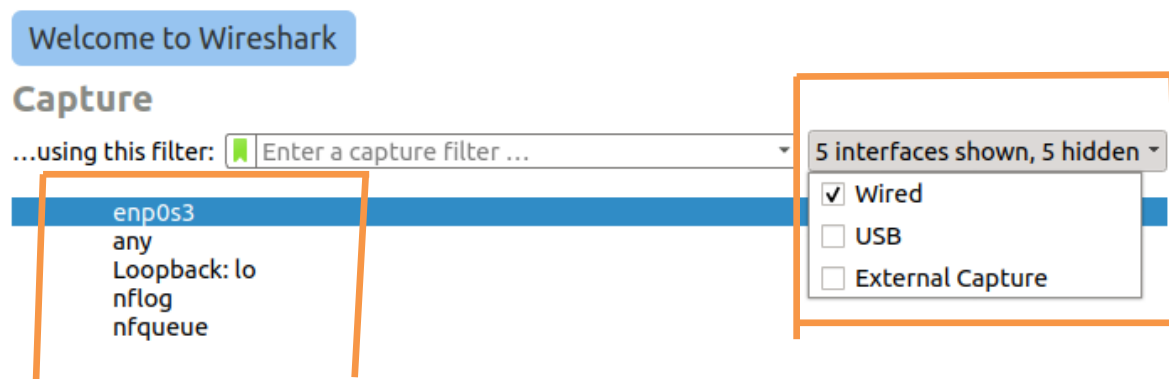 Welcome to Wireshark
Capture
...using this filter: Enter a capture filter ... 5 interfaces shown, 5 hidden
Wired
USB
External Capture
enp0s3
any
Loopback: lo
nflog
nfqueue